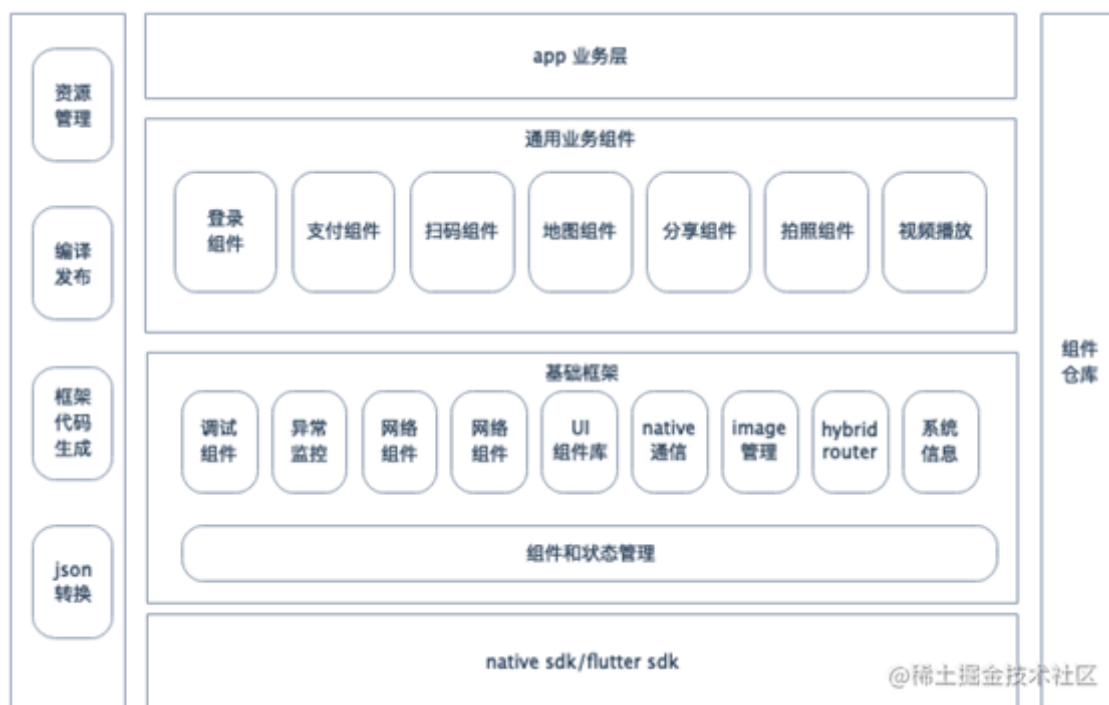 资源
管理
编译
发布
框架
代码
生成
json
转换
app 业务层
通用业务组件
登录
组件
支付组件
扫码组件
地图组件
分享组件
拍照组件
视频播放
基础框架
调试
组件
异常
监控
网络
组件
网络
组件
UI
组件库
native
通信
image
管理
hybrid
router
系统
信息
组件和状态管理
native sdk/flutter sdk
组件
仓库
@稀土掘金技术社区